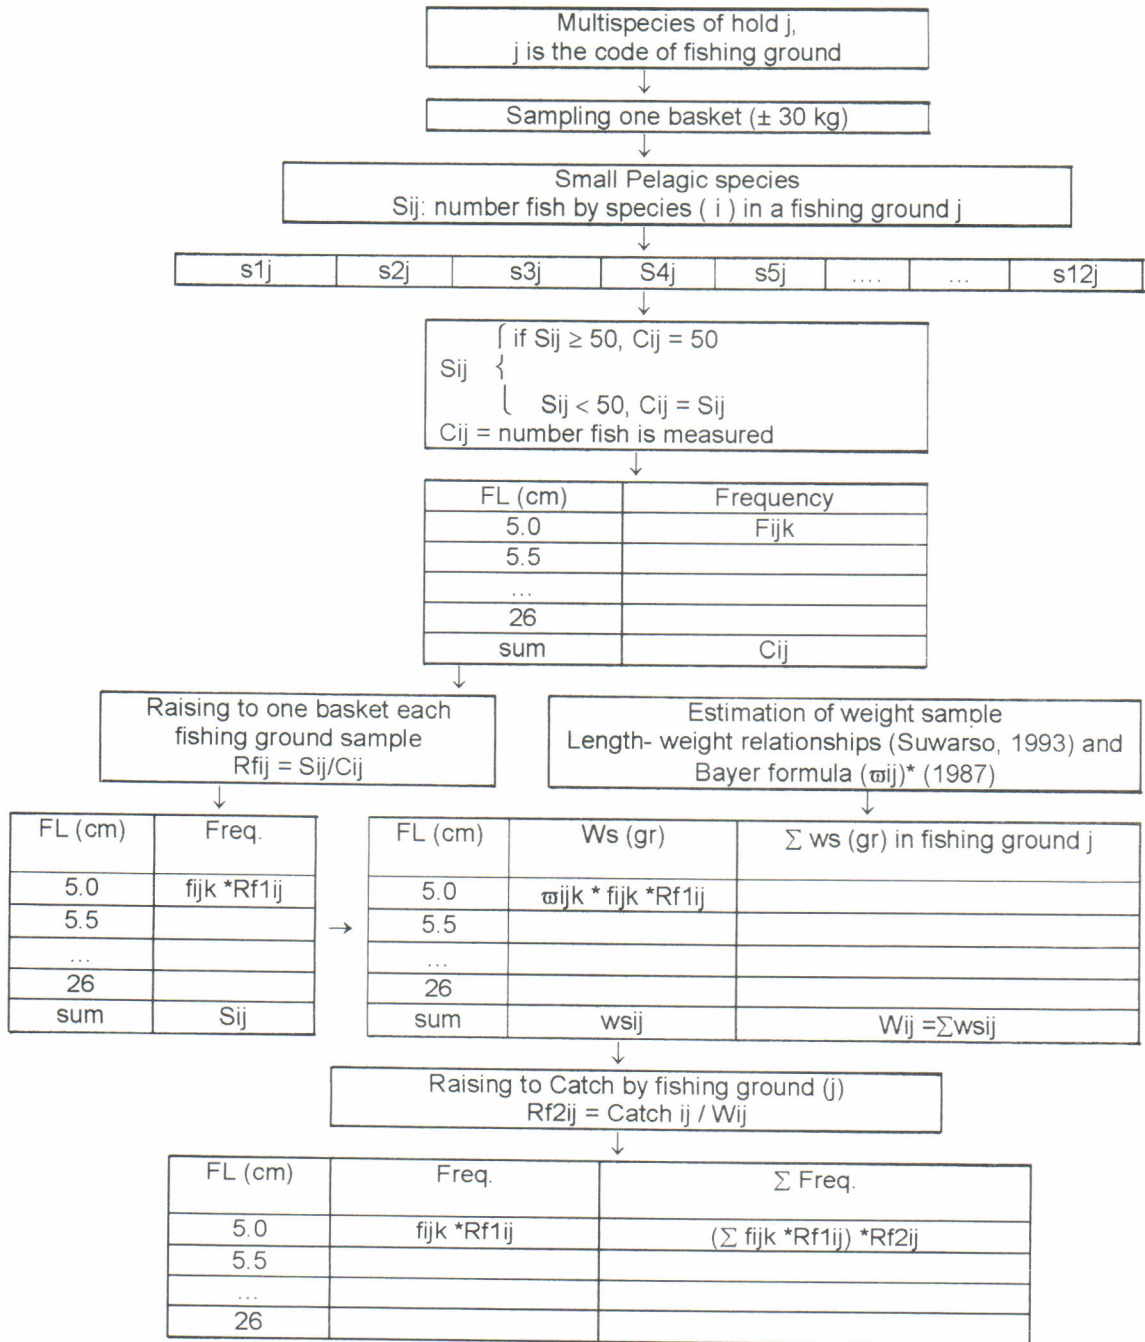 Multispecies of hold j,
j is the code of fishing ground
↓
Sampling one basket (± 30 kg)
↓
Small Pelagic species
Sij: number fish by species ( i ) in a fishing ground j
↓
s1j s2j s3j S4j s5j .... ... s12j
↓
if Sij ≥ 50, Cij = 50
Sij {
Sij < 50, Cij = Sij
Cij = number fish is measured
↓
FL (cm) Frequency
5.0 Fijk
5.5
...
26
sum Cij
↓
Raising to one basket each
fishing ground sample
Rfij = Sij/Cij
↓
Estimation of weight sample
Length- weight relationships (Suwarso, 1993) and
Bayer formula (ϖij)* (1987)
↓
FL (cm) Freq.
5.0 fijk *Rf1ij
5.5
...
26
sum Sij
→
FL (cm) Ws (gr) ∑ ws (gr) in fishing ground j
5.0 ϖijk * fijk *Rf1ij
5.5
...
26
sum wsij Wij =∑wsij
↓
Raising to Catch by fishing ground (j)
Rf2ij = Catch ij / Wij
↓
FL (cm) Freq. ∑ Freq.
5.0 fijk *Rf1ij (∑ fijk *Rf1ij) *Rf2ij
5.5
...
26